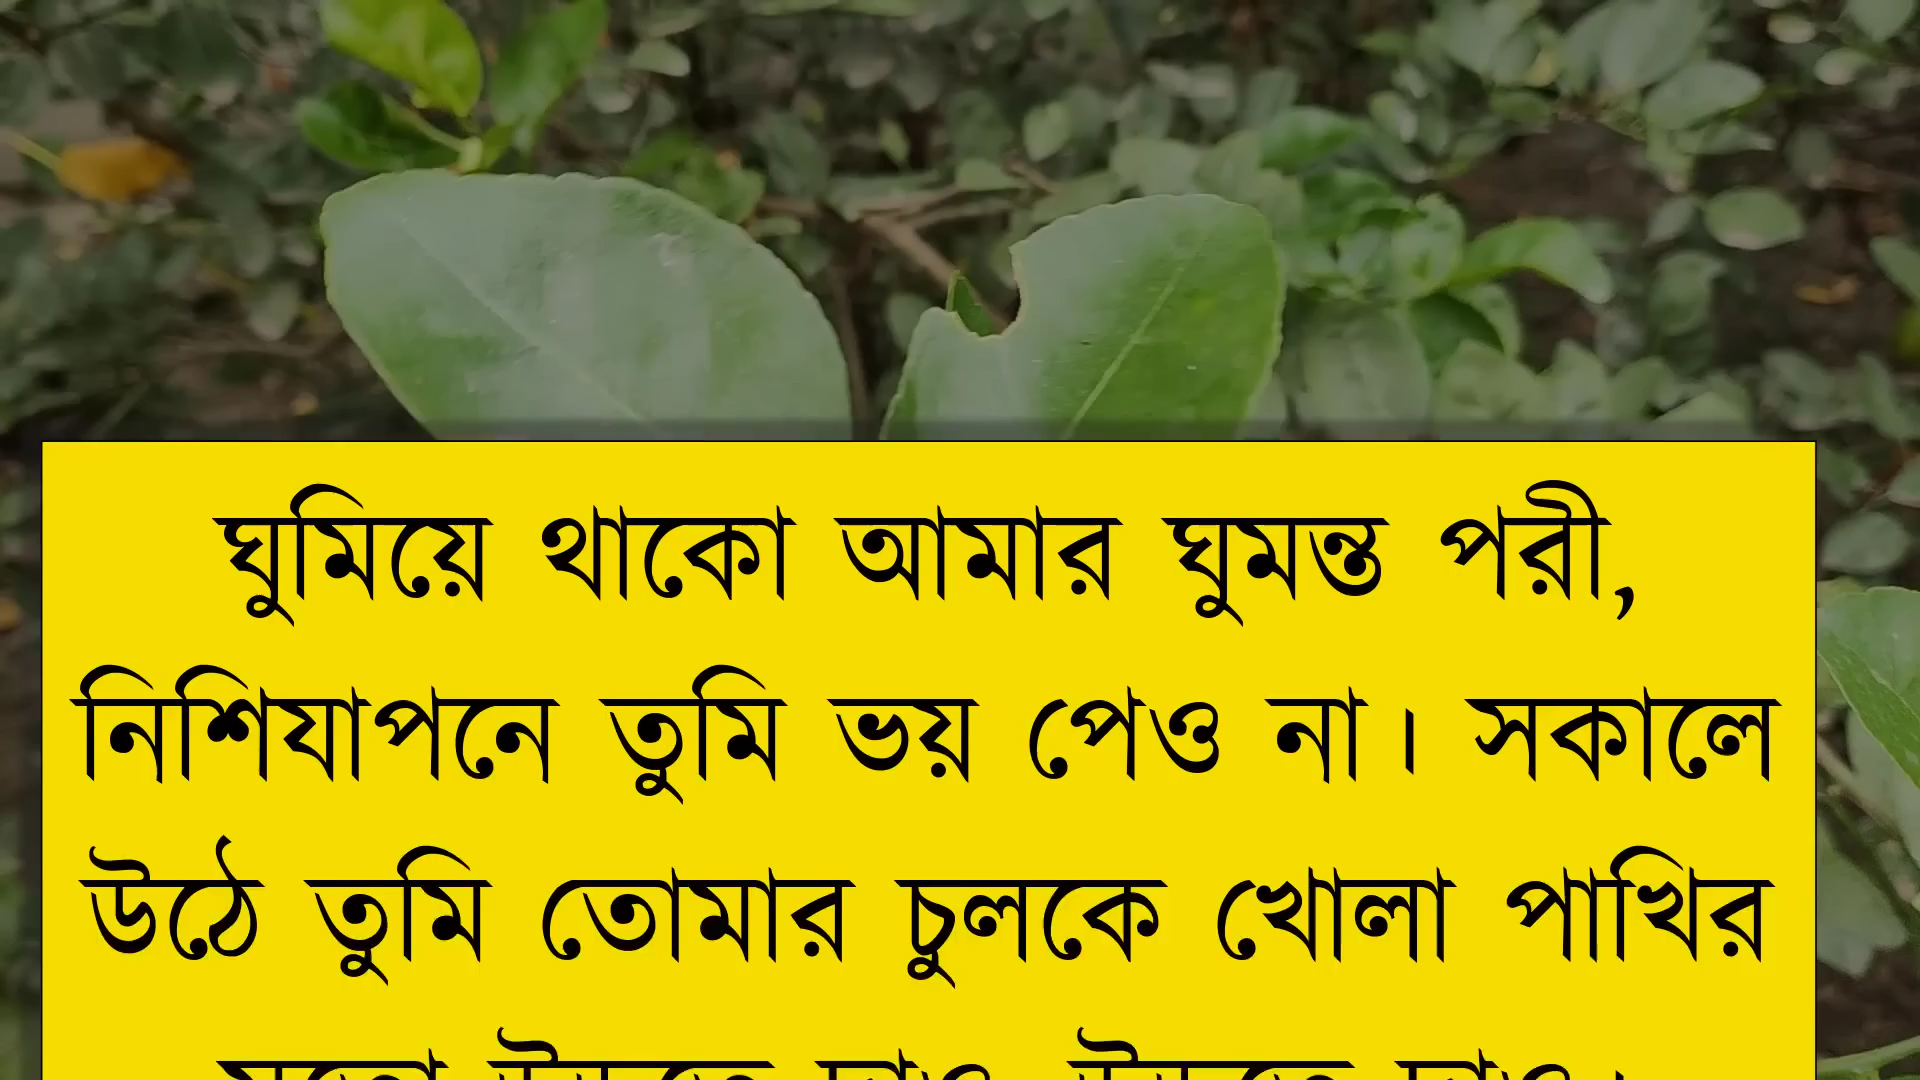 ঘুমিয়ে থাকো আমার ঘুমন্ত পরী,
নিশিযাপনে তুমি ভয় পেও না। সকালে
উঠে তুমি তোমার চুলকে খোলা পাখির